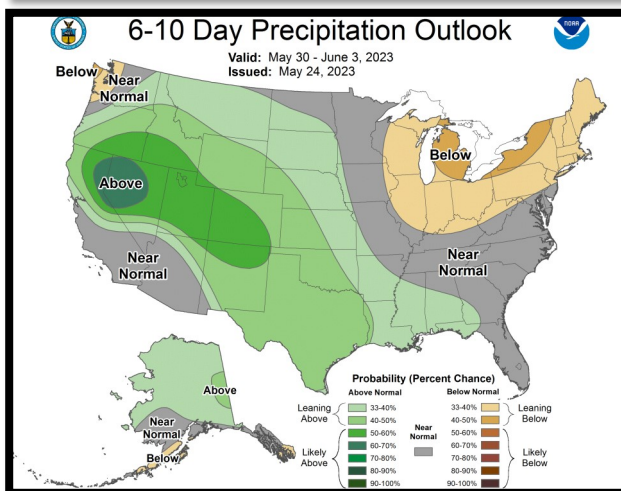 6-10 Day Precipitation Outlook
NOAA
Valid: May 30 - June 3, 2023
Issued: May 24, 2023
Below
Near
Normal
Above
Below
Near
Normal
Near
Normal
Above
Near
Normal
Below
Probability (Percent Chance)
Above Normal
Below Normal
Leaning
Above
33-40%
40-50%
Likely
Above
50-60%
60-70%
70-80%
80-90%
90-100%
Near
Normal
33-40%
40-50%
Leaning
Below
50-60%
60-70%
70-80%
80-90%
90-100%
Likely
Below